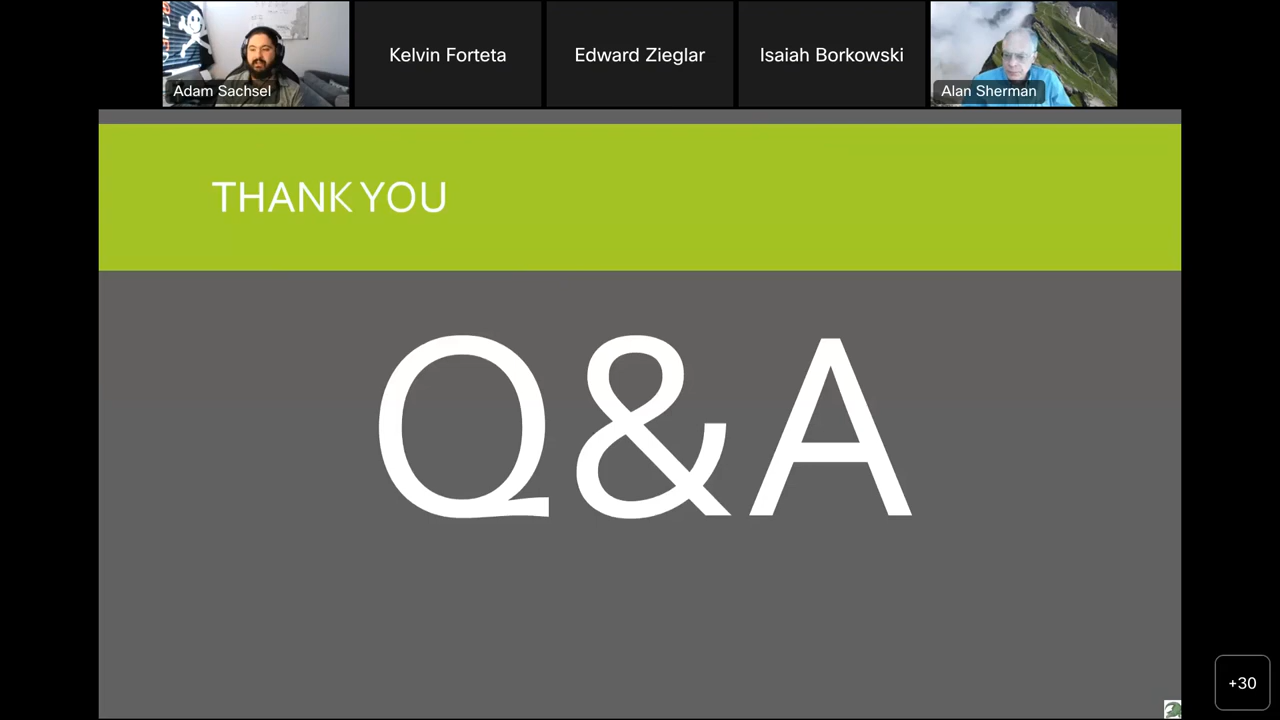 Adam Sachsel
Kelvin Forteta
Edward Zieglar
Isaiah Borkowski
Alan Sherman
THANK YOU
Q&A
+30